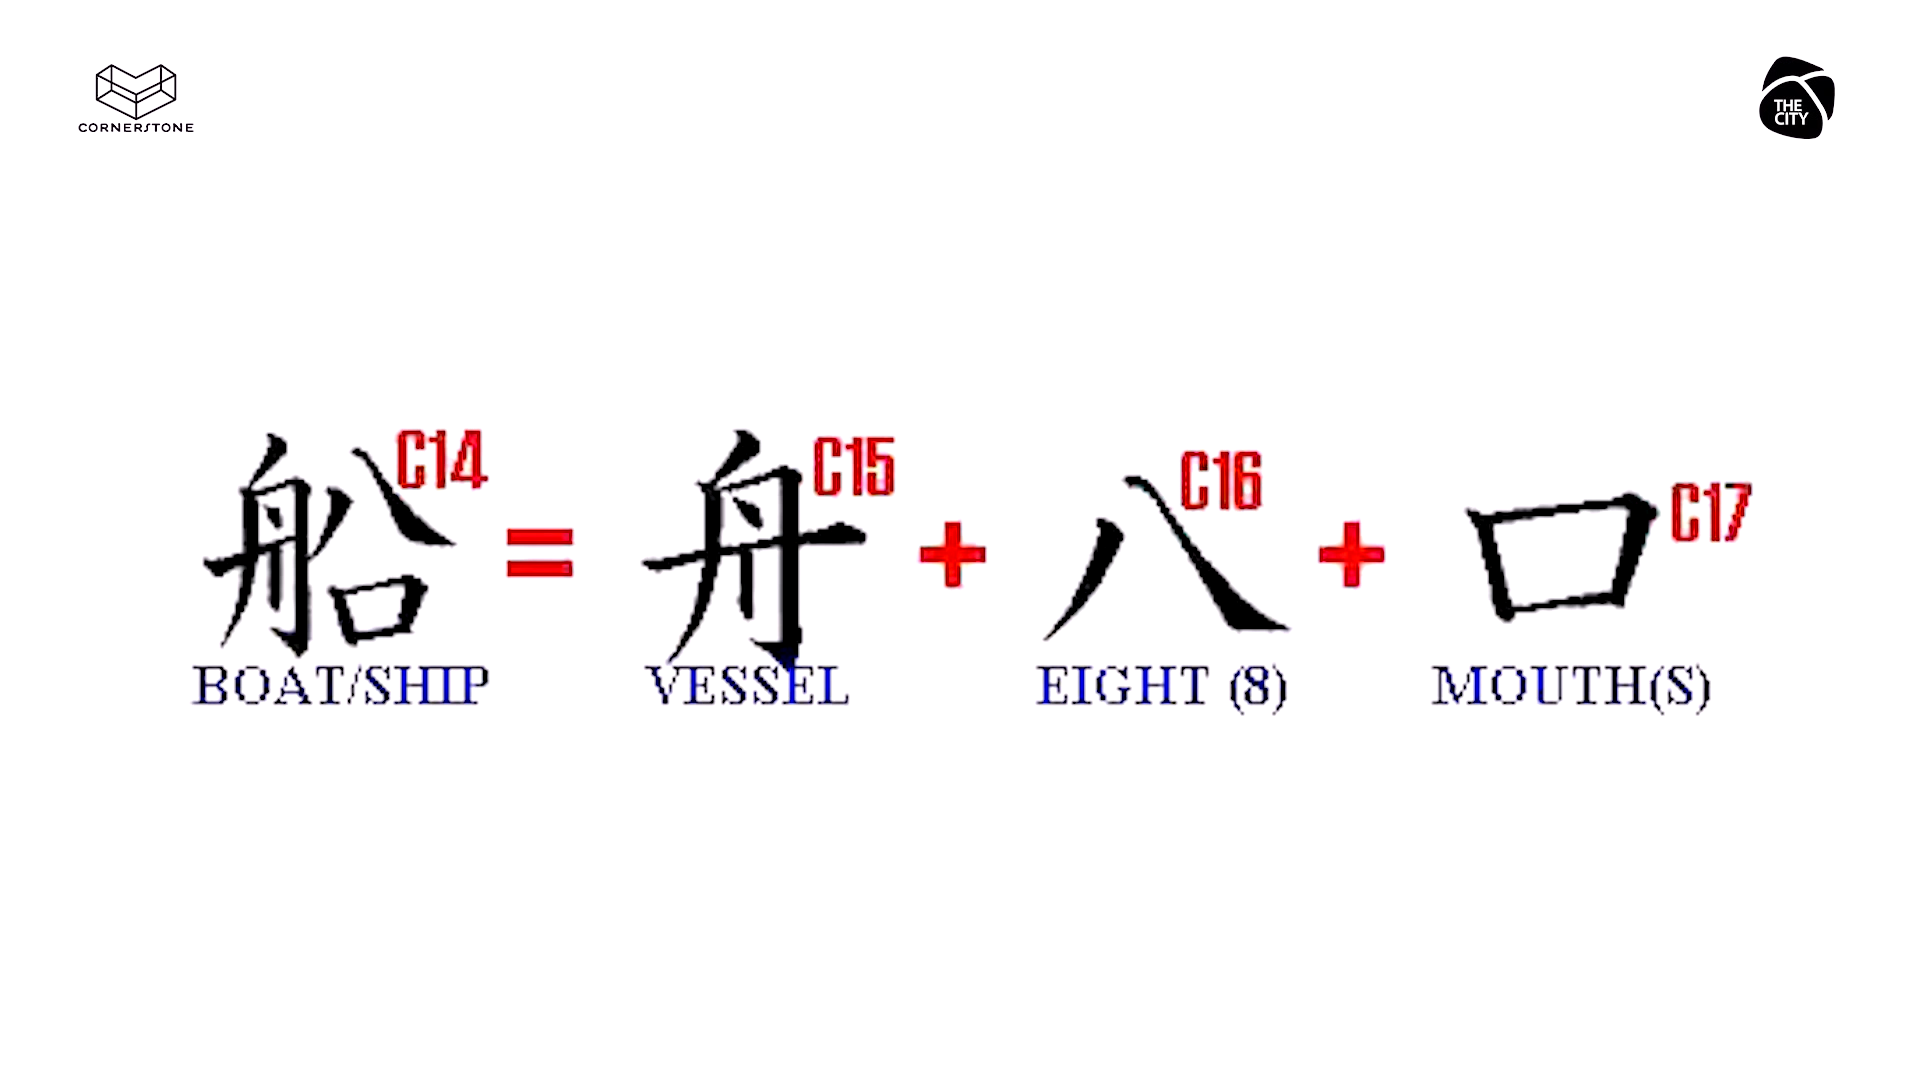 CORNERSTONE
THE
CITY
船 C14 = 舟 C15 + 八 C16 + 口 C17
BOAT/SHIP VESSEL EIGHT (8) MOUTH(S)